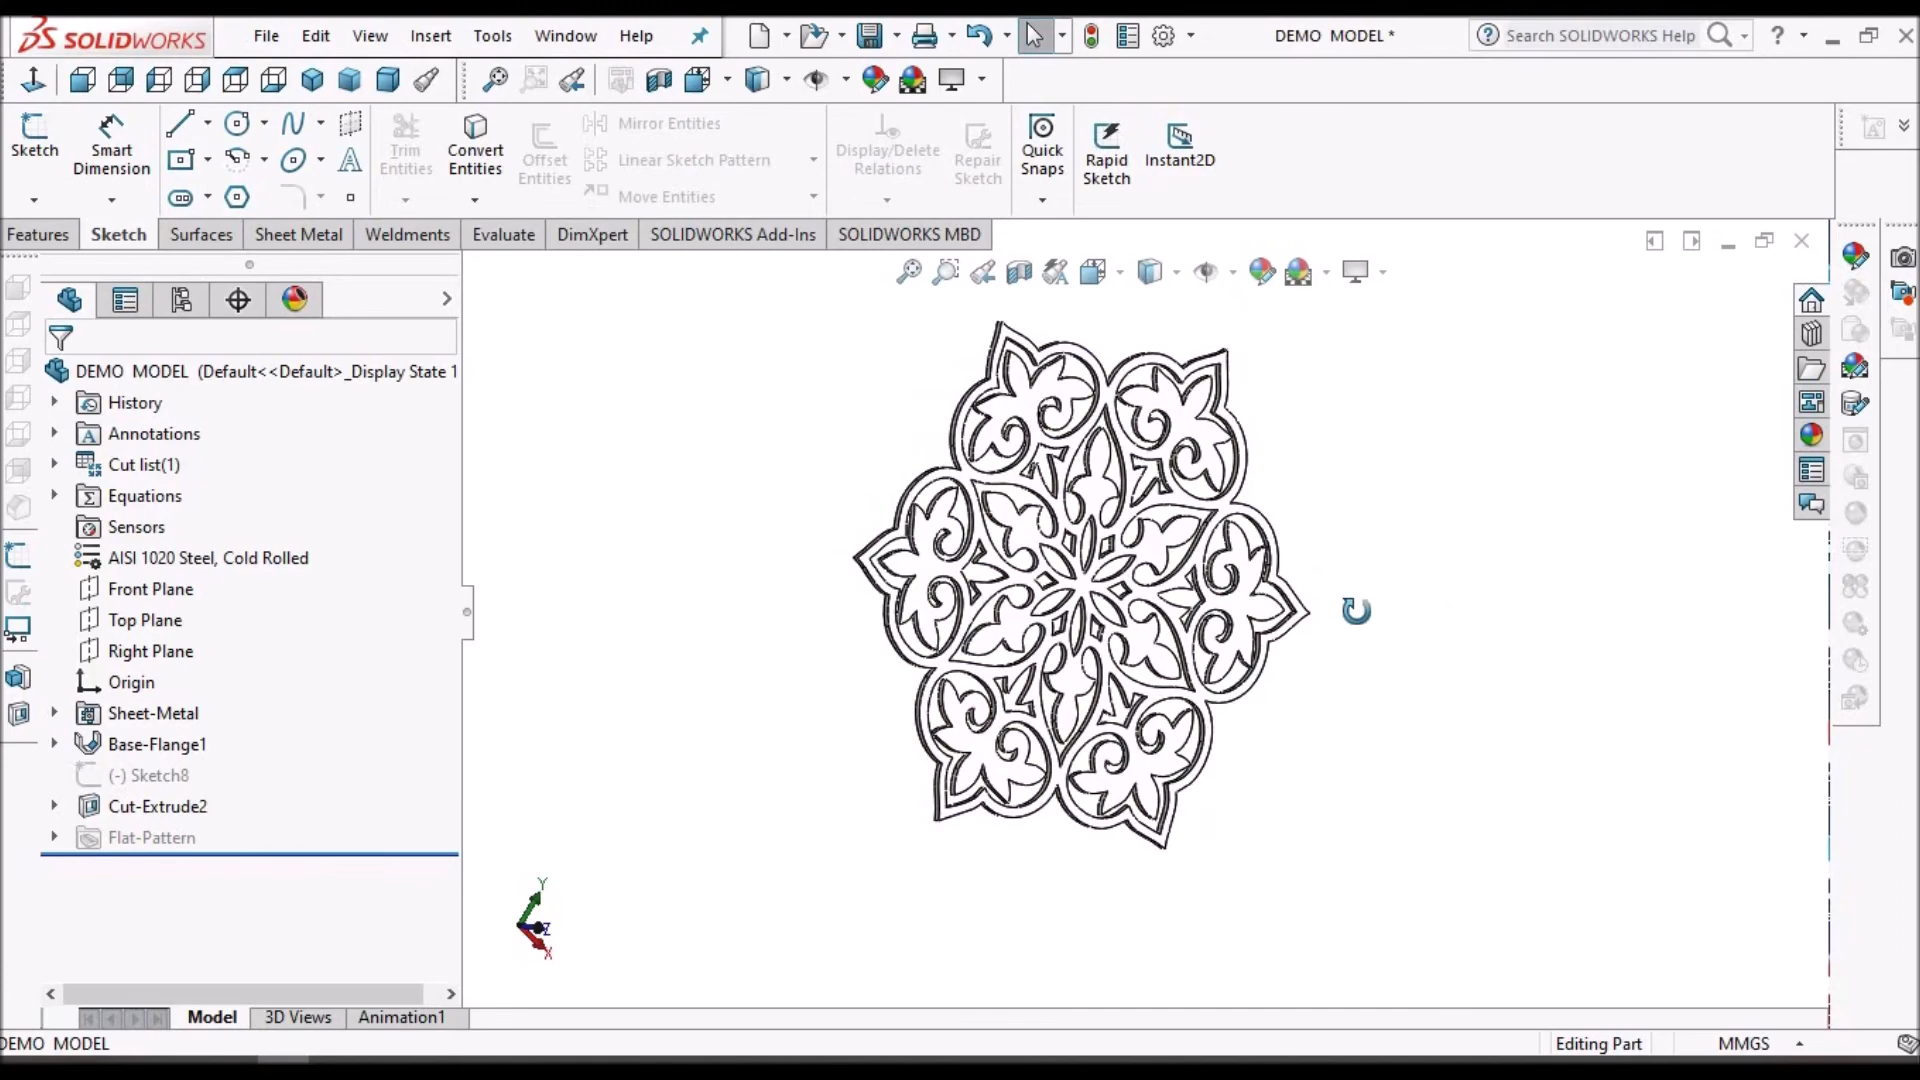 SOLIDWORKS File Edit View Insert Tools Window Help DEMO MODEL * Search SOLIDWORKS Help ?
Sketch
Smart Dimension
Trim Entities
Convert Entities
Offset Entities
Mirror Entities
Linear Sketch Pattern
Move Entities
Display/Delete Relations
Repair Sketch
Quick Snaps
Rapid Sketch
Instant2D
Features Sketch Surfaces Sheet Metal Weldments Evaluate DimXpert SOLIDWORKS Add-Ins SOLIDWORKS MBD
DEMO MODEL (Default<<Default>_Display State 1
History
Annotations
Cut list(1)
Equations
Sensors
AISI 1020 Steel, Cold Rolled
Front Plane
Top Plane
Right Plane
Origin
Sheet-Metal
Base-Flange1
(-) Sketch8
Cut-Extrude2
Flat-Pattern
Y
Z
X
Model 3D Views Animation1
DEMO MODEL Editing Part MMGS